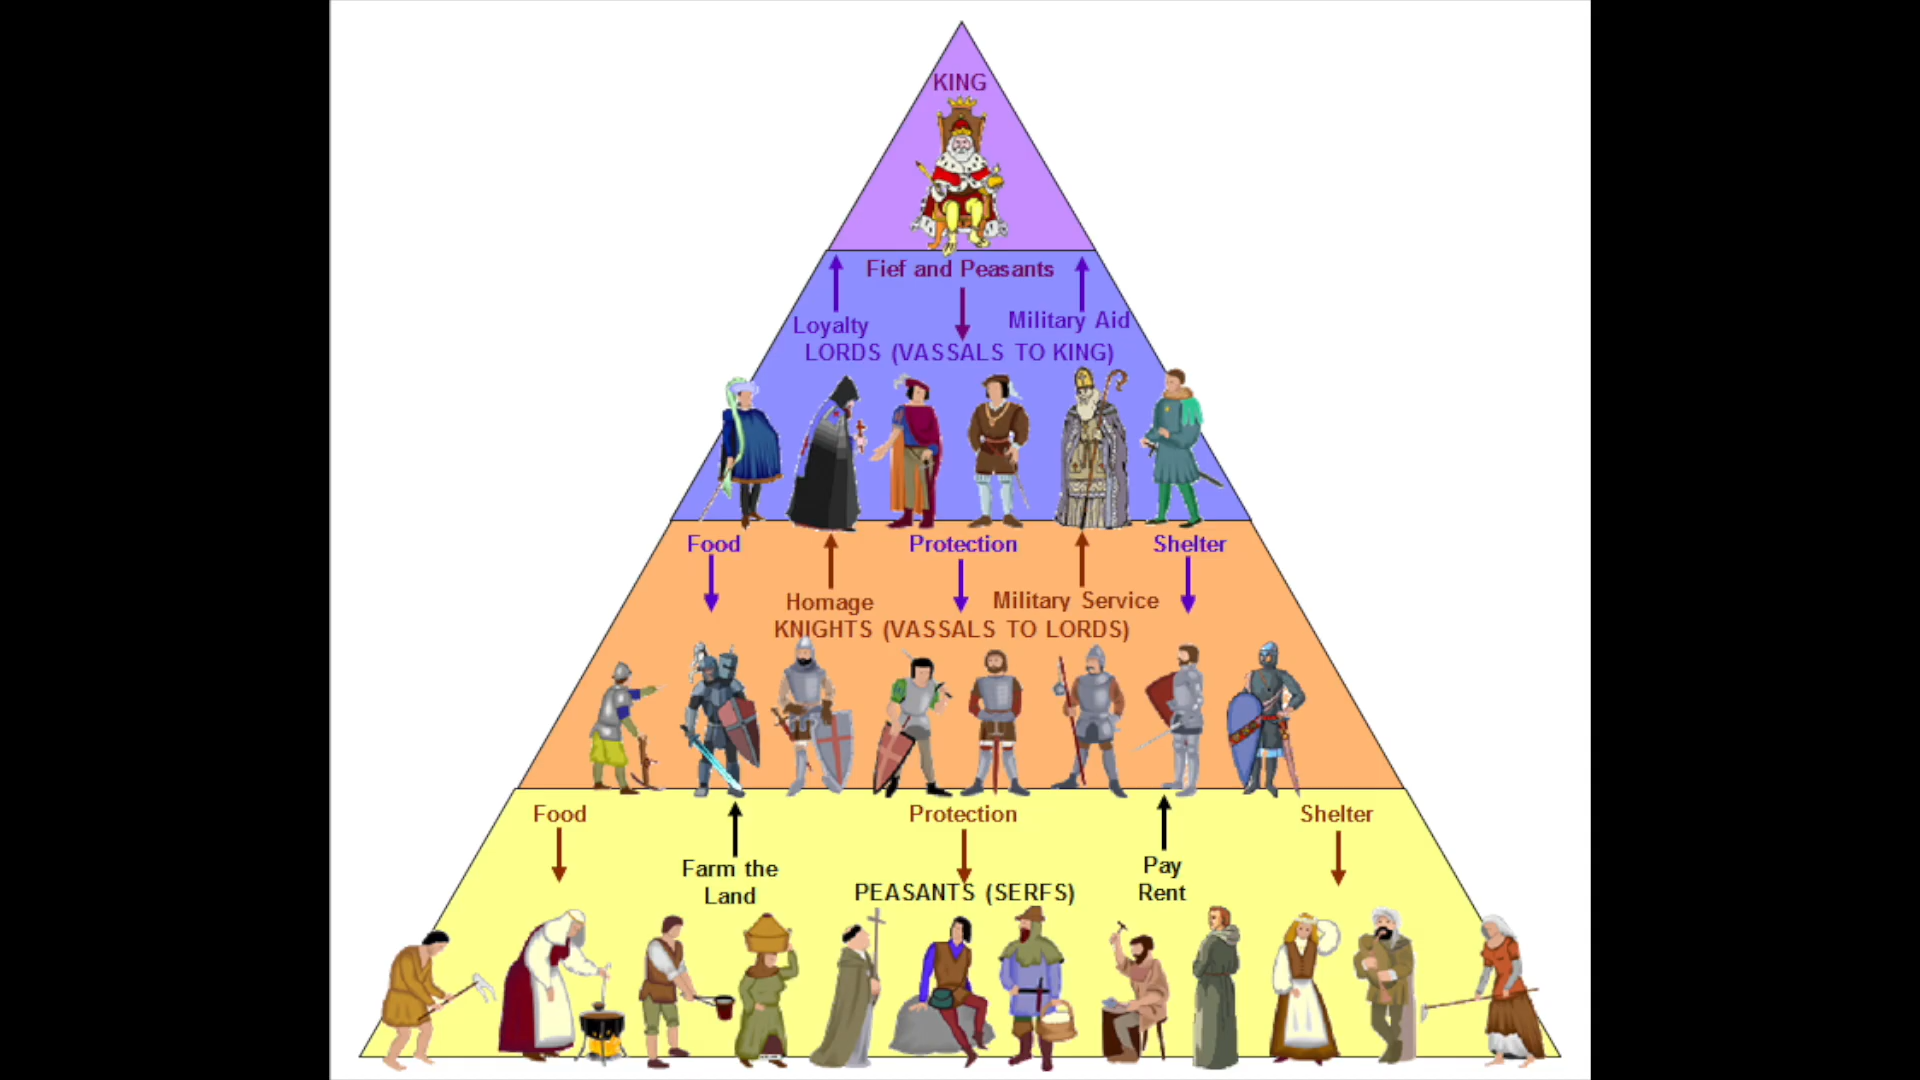 KING
Fief and Peasants
Loyalty
Military Aid
LORDS (VASSALS TO KING)
Food
Protection
Shelter
Homage
Military Service
KNIGHTS (VASSALS TO LORDS)
Food
Protection
Shelter
Farm the
Land
Pay
Rent
PEASANTS (SERFS)